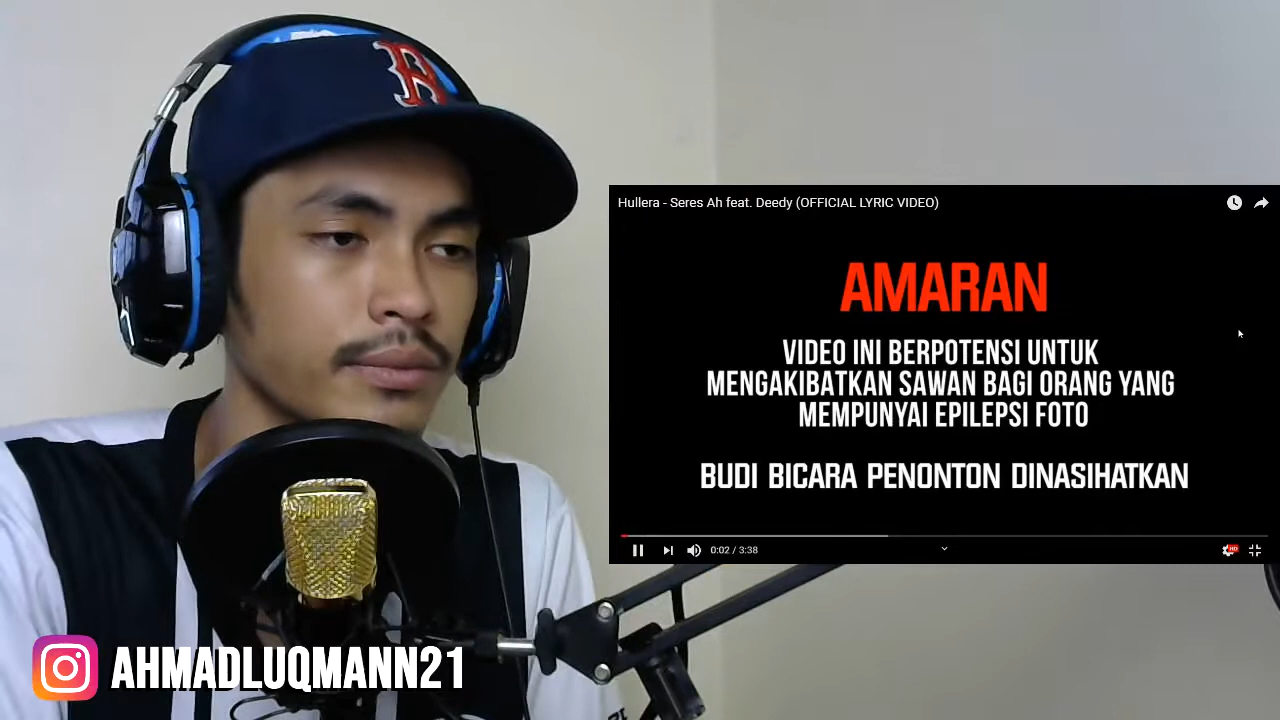 Hullera - Seres Ah feat. Deedy (OFFICIAL LYRIC VIDEO)
AMARAN
VIDEO INI BERPOTENSI UNTUK
MENGAKIBATKAN SAWAN BAGI ORANG YANG
MEMPUNYAI EPILEPSI FOTO
BUDI BICARA PENONTON DINASIHATKAN
0:02 / 3:38
HD
AHMADLUQMANN21
B